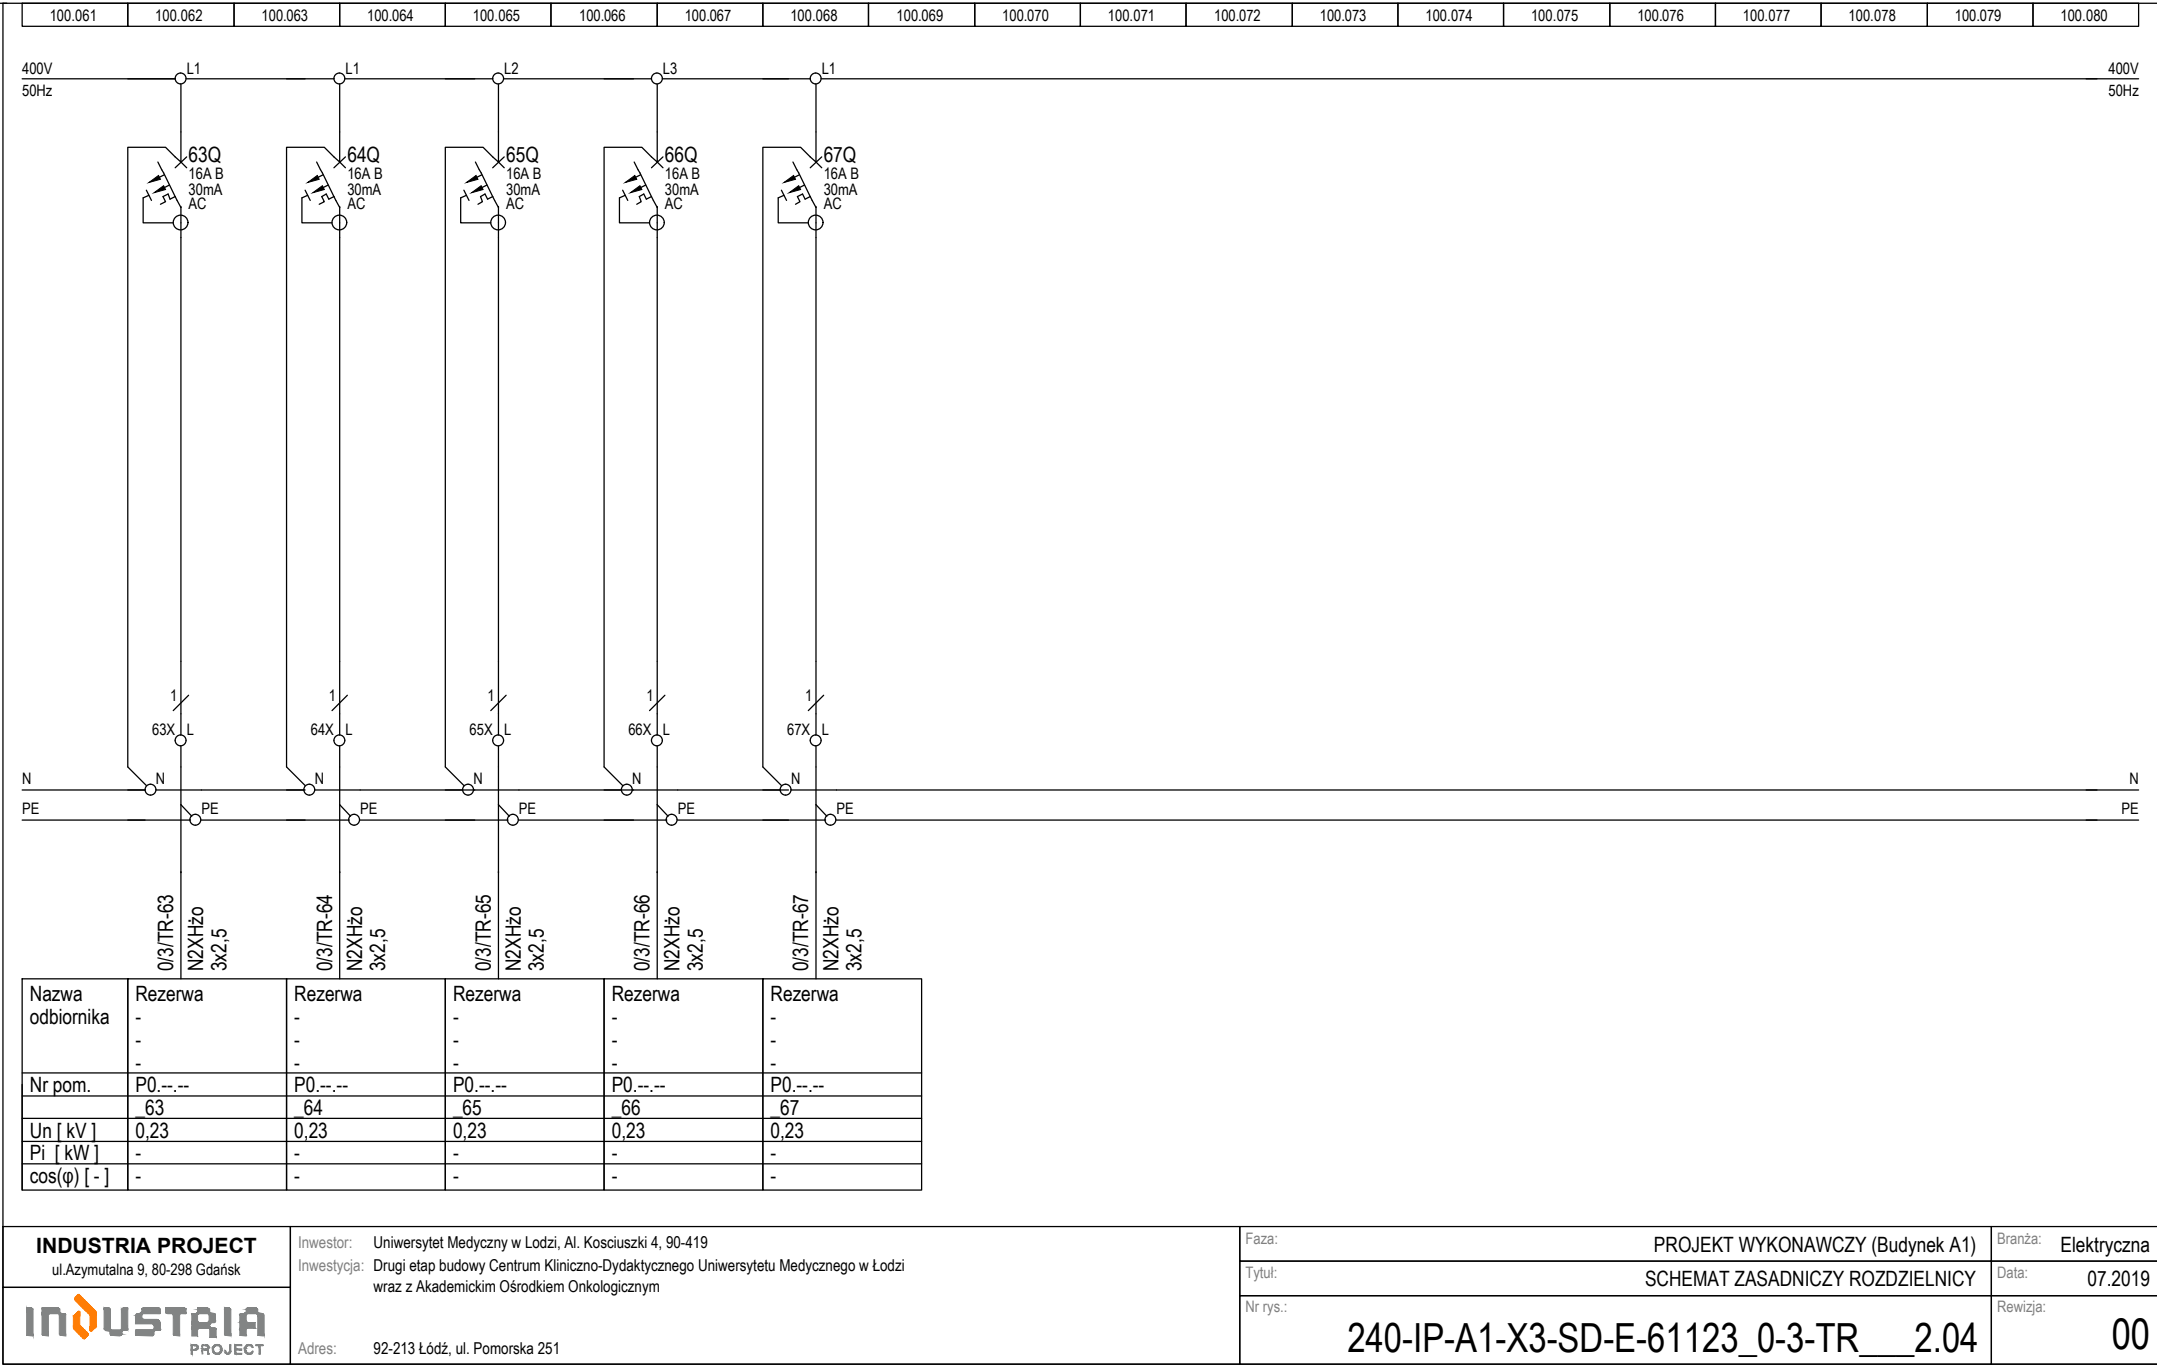 100.061 100.062 100.063 100.064 100.065 100.066 100.067 100.068 100.069 100.070 100.071 100.072 100.073 100.074 100.075 100.076 100.077 100.078 100.079 100.080
400V L1 L1 L2 L3 L1 400V
50Hz 50Hz
63Q 64Q 65Q 66Q 67Q
16A B 16A B 16A B 16A B 16A B
30mA 30mA 30mA 30mA 30mA
AC AC AC AC AC
1 1 1 1 1
63X L 64X L 65X L 66X L 67X L
N N N N N N N
PE PE PE PE PE PE PE
0/3/TR-63 0/3/TR-64 0/3/TR-65 0/3/TR-66 0/3/TR-67
N2XHżo N2XHżo N2XHżo N2XHżo N2XHżo
3x2,5 3x2,5 3x2,5 3x2,5 3x2,5
Nazwa Rezerwa Rezerwa Rezerwa Rezerwa Rezerwa
odbiornika - - - - -
- - - - -
- - - - -
Nr pom. P0.--.-- P0.--.-- P0.--.-- P0.--.-- P0.--.--
_63 _64 _65 _66 _67
Un [ kV ] 0,23 0,23 0,23 0,23 0,23
Pi [ kW ] - - - - -
cos(φ) [ - ] - - - - -
INDUSTRIA PROJECT
ul.Azymutalna 9, 80-298 Gdańsk
INDUSTRIA
PROJECT
Inwestor: Uniwersytet Medyczny w Lodzi, Al. Kosciuszki 4, 90-419
Inwestycja: Drugi etap budowy Centrum Kliniczno-Dydaktycznego Uniwersytetu Medycznego w Łodzi
wraz z Akademickim Ośrodkiem Onkologicznym
Adres: 92-213 Łódź, ul. Pomorska 251
Faza: PROJEKT WYKONAWCZY (Budynek A1)
Branża: Elektryczna
Tytuł: SCHEMAT ZASADNICZY ROZDZIELNICY
Data: 07.2019
Nr rys.: 240-IP-A1-X3-SD-E-61123_0-3-TR___2.04
Rewizja: 00